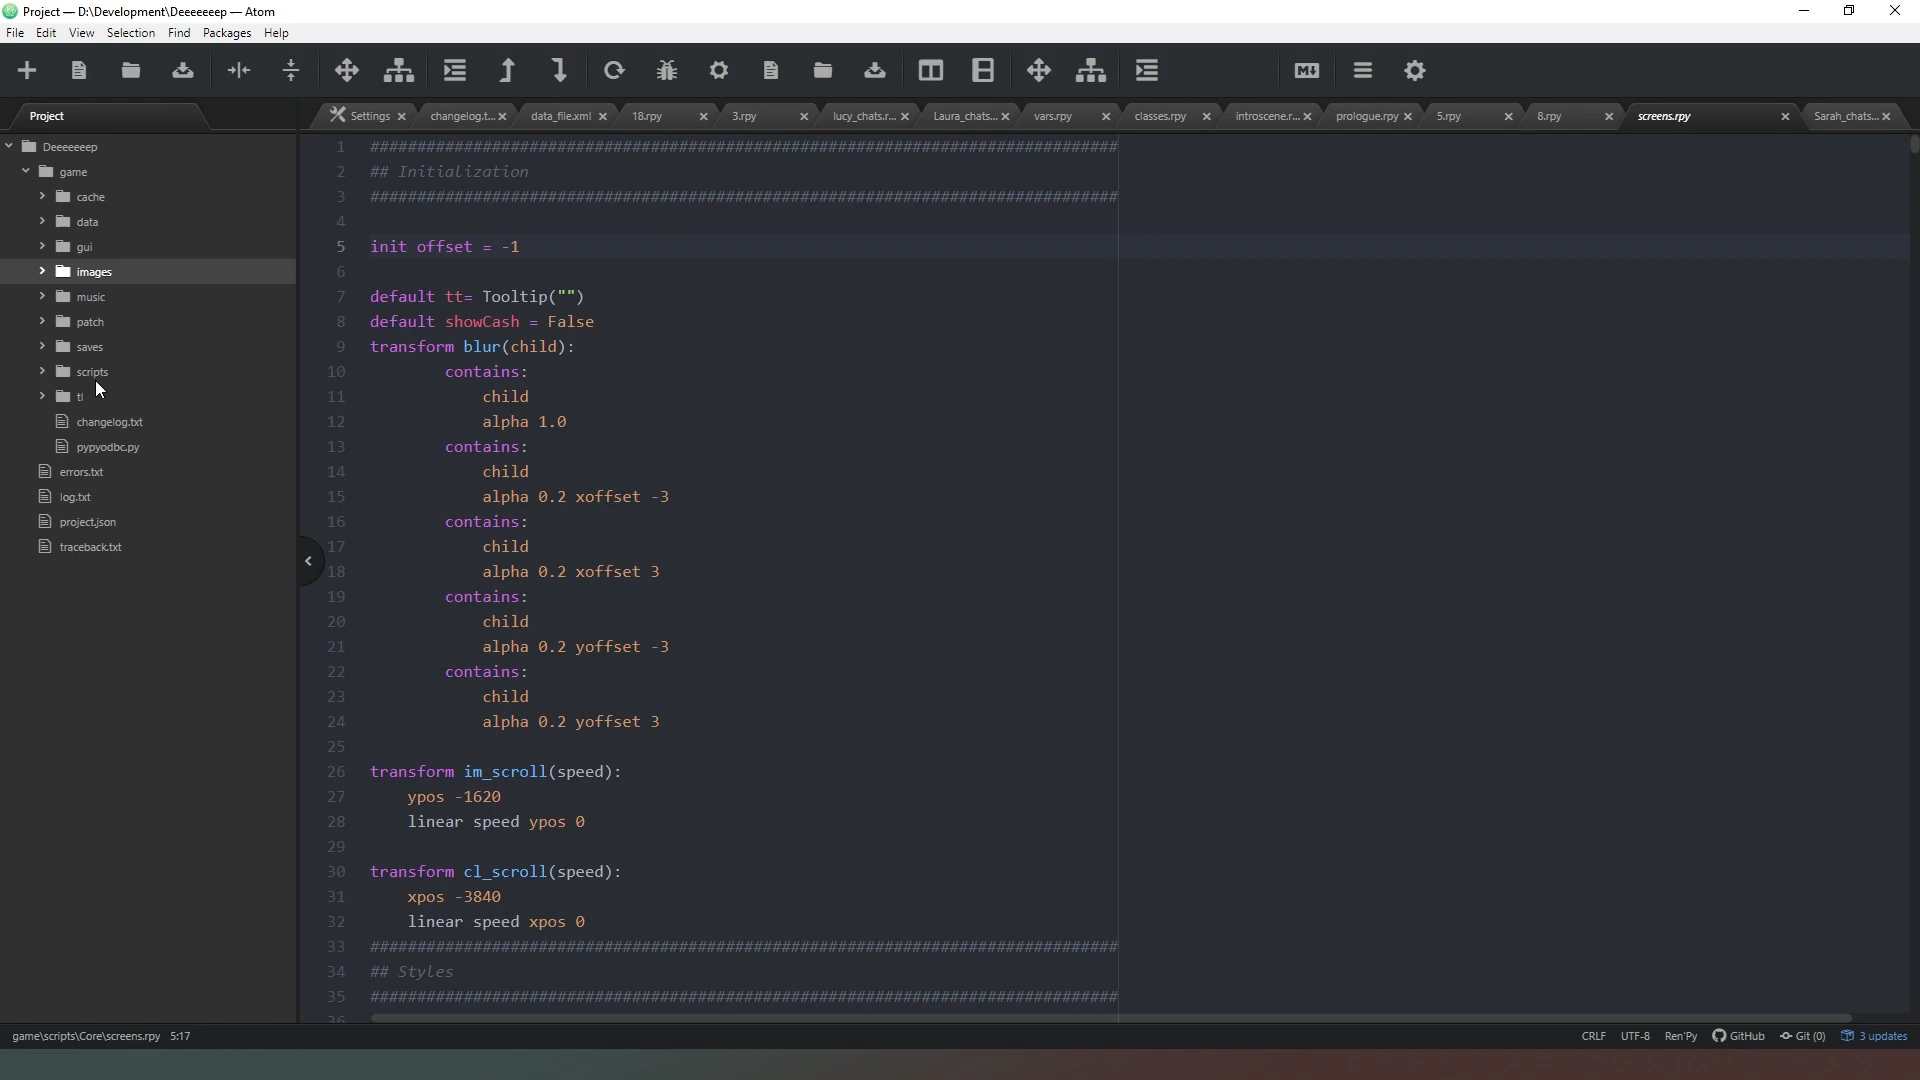 Project — D:\Development\Deeeeeep — Atom
File Edit View Selection Find Packages Help
Project
Settings
changelog.t...
data_file.xml
18.rpy
3.rpy
lucy_chats.r...
Laura_chats...
vars.rpy
classes.rpy
introscene.r...
prologue.rpy
5.rpy
8.rpy
screens.rpy
Sarah_chats...
Deeeeeep
game
cache
data
gui
images
music
patch
saves
scripts
tl
changelog.txt
pypyodbc.py
errors.txt
log.txt
project.json
traceback.txt
1 ################################################################################
2 ## Initialization
3 ################################################################################
4
5 init offset = -1
6
7 default tt= Tooltip("")
8 default showCash = False
9 transform blur(child):
10 contains:
11 child
12 alpha 1.0
13 contains:
14 child
15 alpha 0.2 xoffset -3
16 contains:
17 child
18 alpha 0.2 xoffset 3
19 contains:
20 child
21 alpha 0.2 yoffset -3
22 contains:
23 child
24 alpha 0.2 yoffset 3
25
26 transform im_scroll(speed):
27 ypos -1620
28 linear speed ypos 0
29
30 transform cl_scroll(speed):
31 xpos -3840
32 linear speed xpos 0
33 ################################################################################
34 ## Styles
35 ################################################################################
36
game\scripts\Core\screens.rpy 5:17
CRLF UTF-8 Ren'Py GitHub Git (0) 3 updates